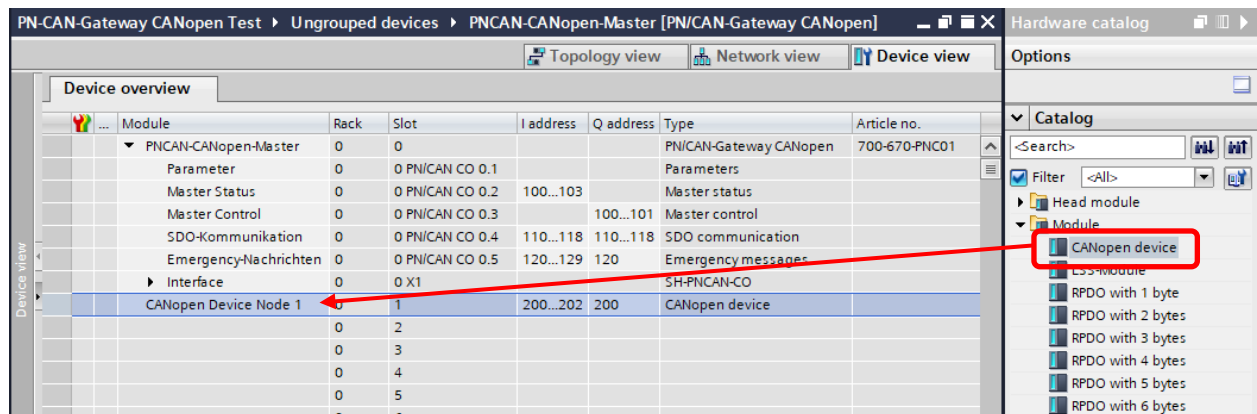 PN-CAN-Gateway CANopen Test ▸ Ungrouped devices ▸ PNCAN-CANopen-Master [PN/CAN-Gateway CANopen]
Topology view Network view Device view
Device overview
... Module Rack Slot I address Q address Type Article no.
PNCAN-CANopen-Master 0 0 PN/CAN-Gateway CANopen 700-670-PNC01
Parameter 0 0 PN/CAN CO 0.1 Parameters
Master Status 0 0 PN/CAN CO 0.2 100...103 Master status
Master Control 0 0 PN/CAN CO 0.3 100...101 Master control
SDO-Kommunikation 0 0 PN/CAN CO 0.4 110...118 110...118 SDO communication
Emergency-Nachrichten 0 0 PN/CAN CO 0.5 120...129 120 Emergency messages
Interface 0 0 X1 SH-PNCAN-CO
CANopen Device Node 1 0 1 200...202 200 CANopen device
0 2
0 3
0 4
0 5
Device view
Hardware catalog
Options
Catalog
<Search>
Filter <All>
Head module
Module
CANopen device
LSS-Module
RPDO with 1 byte
RPDO with 2 bytes
RPDO with 3 bytes
RPDO with 4 bytes
RPDO with 5 bytes
RPDO with 6 bytes